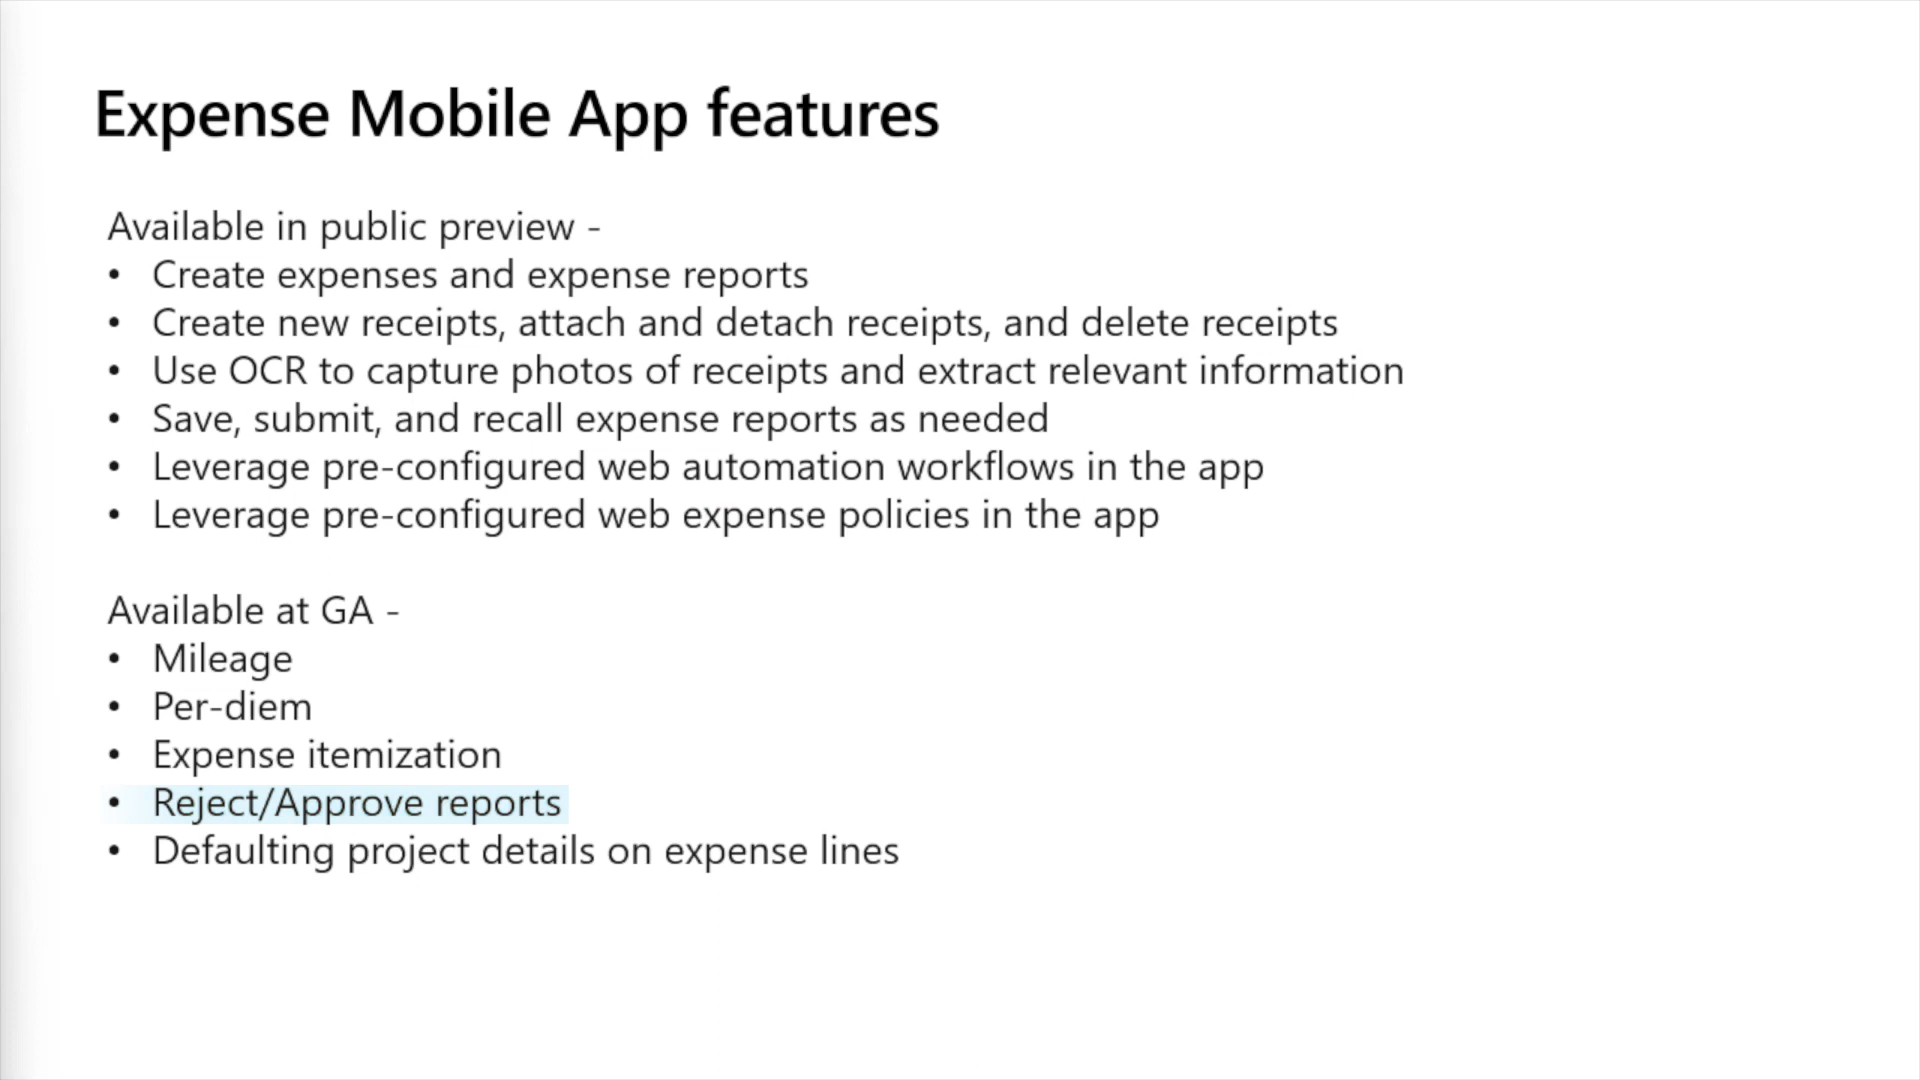 Expense Mobile App features
Available in public preview -
• Create expenses and expense reports
• Create new receipts, attach and detach receipts, and delete receipts
• Use OCR to capture photos of receipts and extract relevant information
• Save, submit, and recall expense reports as needed
• Leverage pre-configured web automation workflows in the app
• Leverage pre-configured web expense policies in the app
Available at GA -
• Mileage
• Per-diem
• Expense itemization
• Reject/Approve reports
• Defaulting project details on expense lines